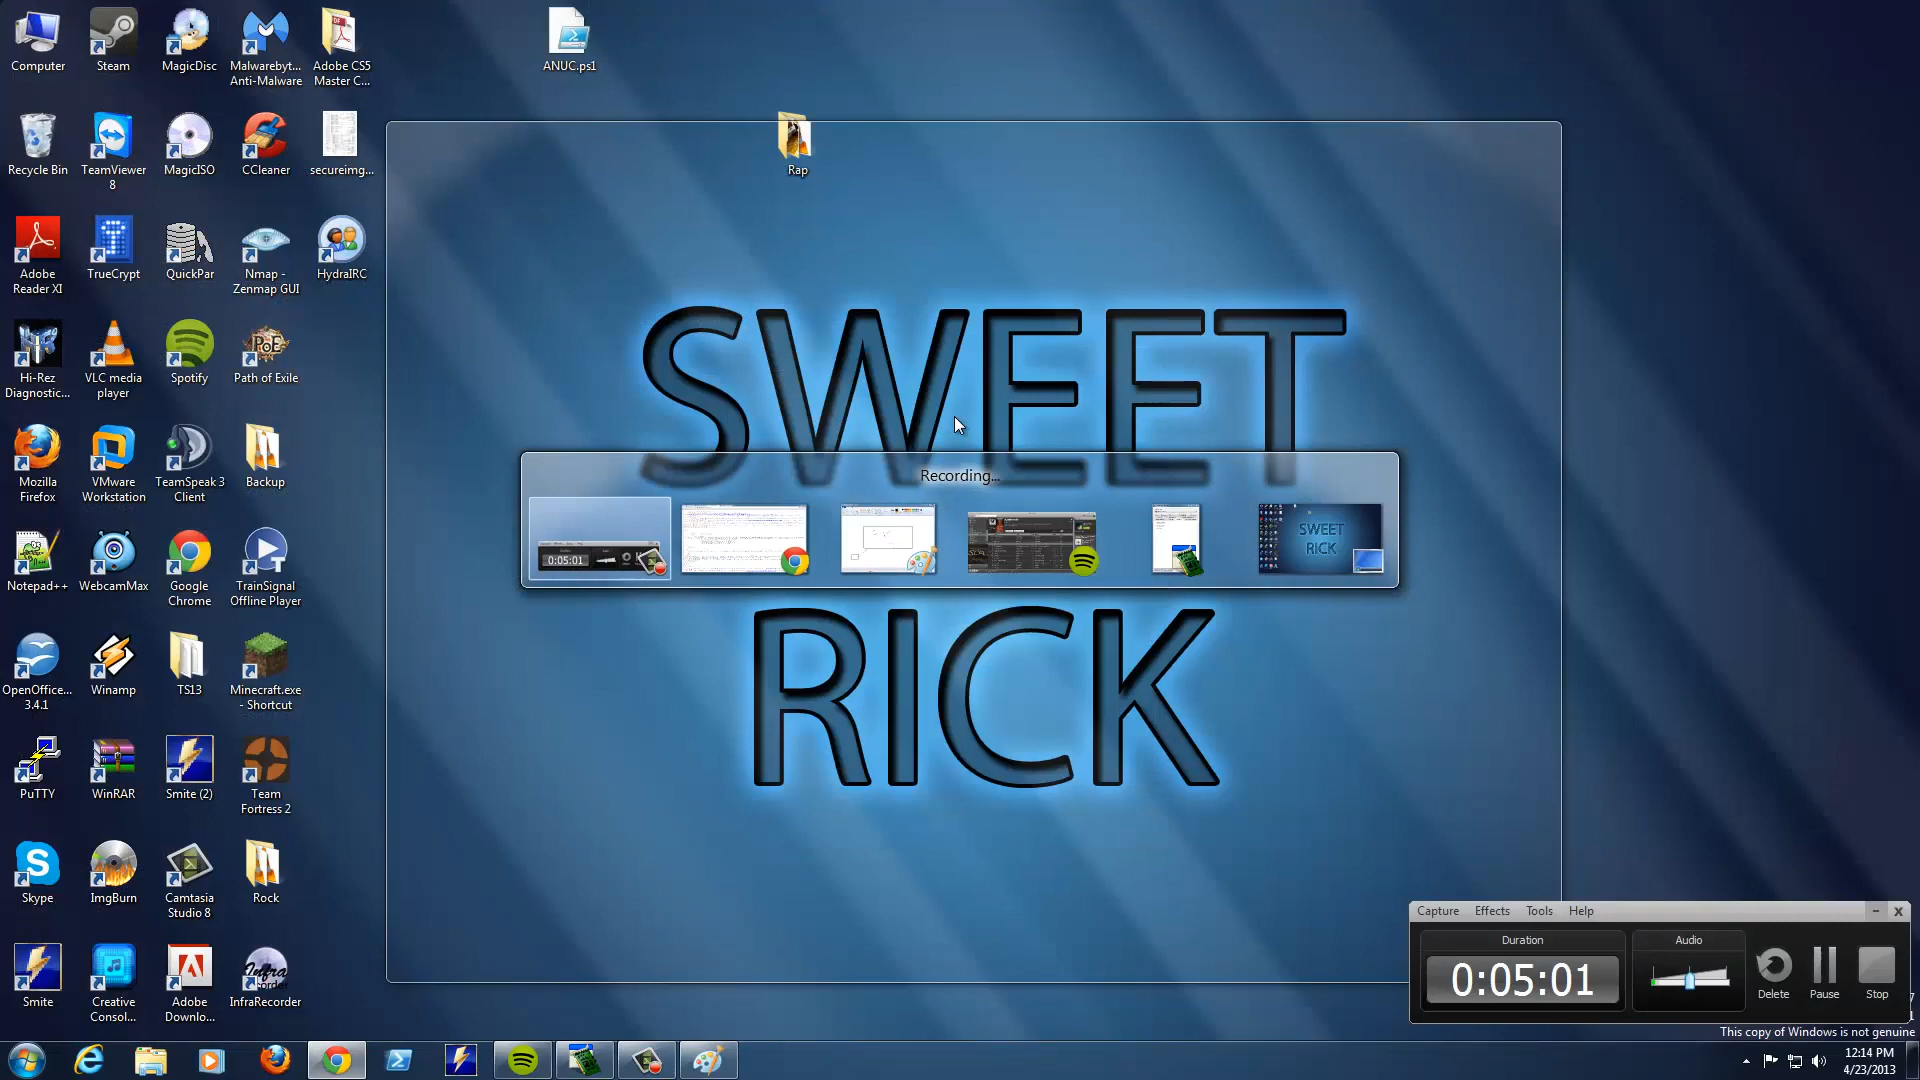 Computer
Steam
MagicDisc
Malwarebyt...
Anti-Malware
Adobe CS5
Master C...
ANUC.ps1
Recycle Bin
TeamViewer
8
MagicISO
CCleaner
secureimg...
Rap
Adobe
Reader XI
TrueCrypt
QuickPar
Nmap -
Zenmap GUI
HydraIRC
Hi-Rez
Diagnostic...
VLC media
player
Spotify
Path of Exile
SWEET
Mozilla
Firefox
VMware
Workstation
TeamSpeak 3
Client
Backup
Recording...
0:05:01
SWEET
RICK
Notepad++
WebcamMax
Google
Chrome
TrainSignal
Offline Player
RICK
OpenOffice...
3.4.1
Winamp
TS13
Minecraft.exe
- Shortcut
PuTTY
WinRAR
Smite (2)
Team
Fortress 2
Skype
ImgBurn
Camtasia
Studio 8
Rock
Smite
Creative
Consol...
Adobe
Downlo...
InfraRecorder
Capture Effects Tools Help
Duration
Audio
0:05:01
Delete
Pause
Stop
This copy of Windows is not genuine
12:14 PM
4/23/2013